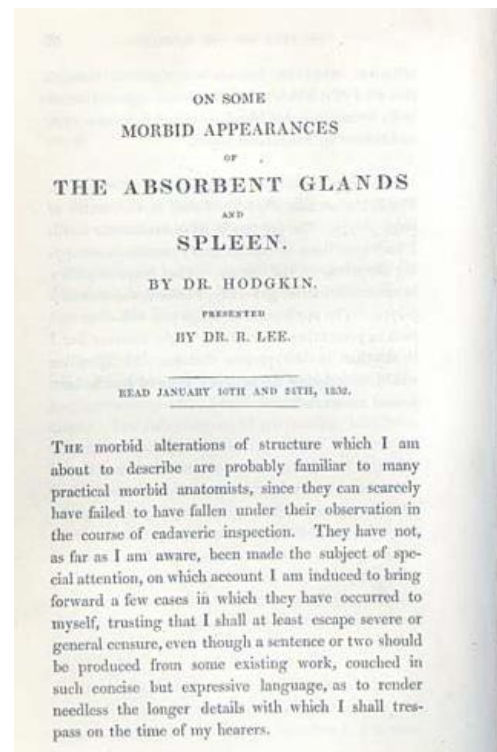 ON SOME
MORBID APPEARANCES
OF
THE ABSORBENT GLANDS
AND
SPLEEN.
BY DR. HODGKIN.
PRESENTED
BY DR. R. LEE.
READ JANUARY 10TH AND 24TH, 1832.
THE morbid alterations of structure which I am
about to describe are probably familiar to many
practical morbid anatomists, since they can scarcely
have failed to have fallen under their observation in
the course of cadaveric inspection. They have not,
as far as I am aware, been made the subject of spe-
cial attention, on which account I am induced to bring
forward a few cases in which they have occurred to
myself, trusting that I shall at least escape severe or
general censure, even though a sentence or two should
be produced from some existing work, couched in
such concise but expressive language, as to render
needless the longer details with which I shall tres-
pass on the time of my hearers.